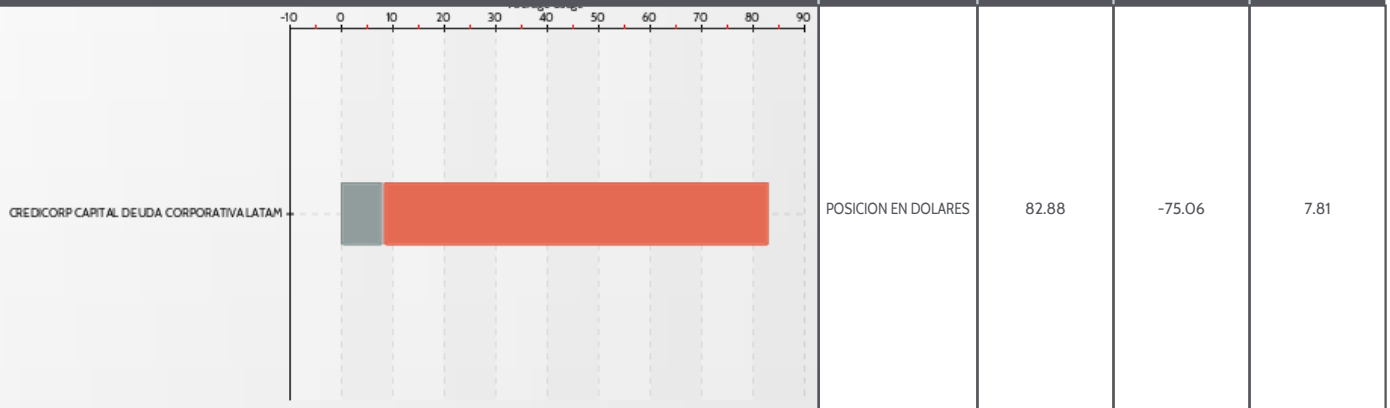 -10 0 10 20 30 40 50 60 70 80 90
CREDICORP CAPITAL DEUDA CORPORATIVA LATAM
POSICION EN DOLARES 82.88 -75.06 7.81